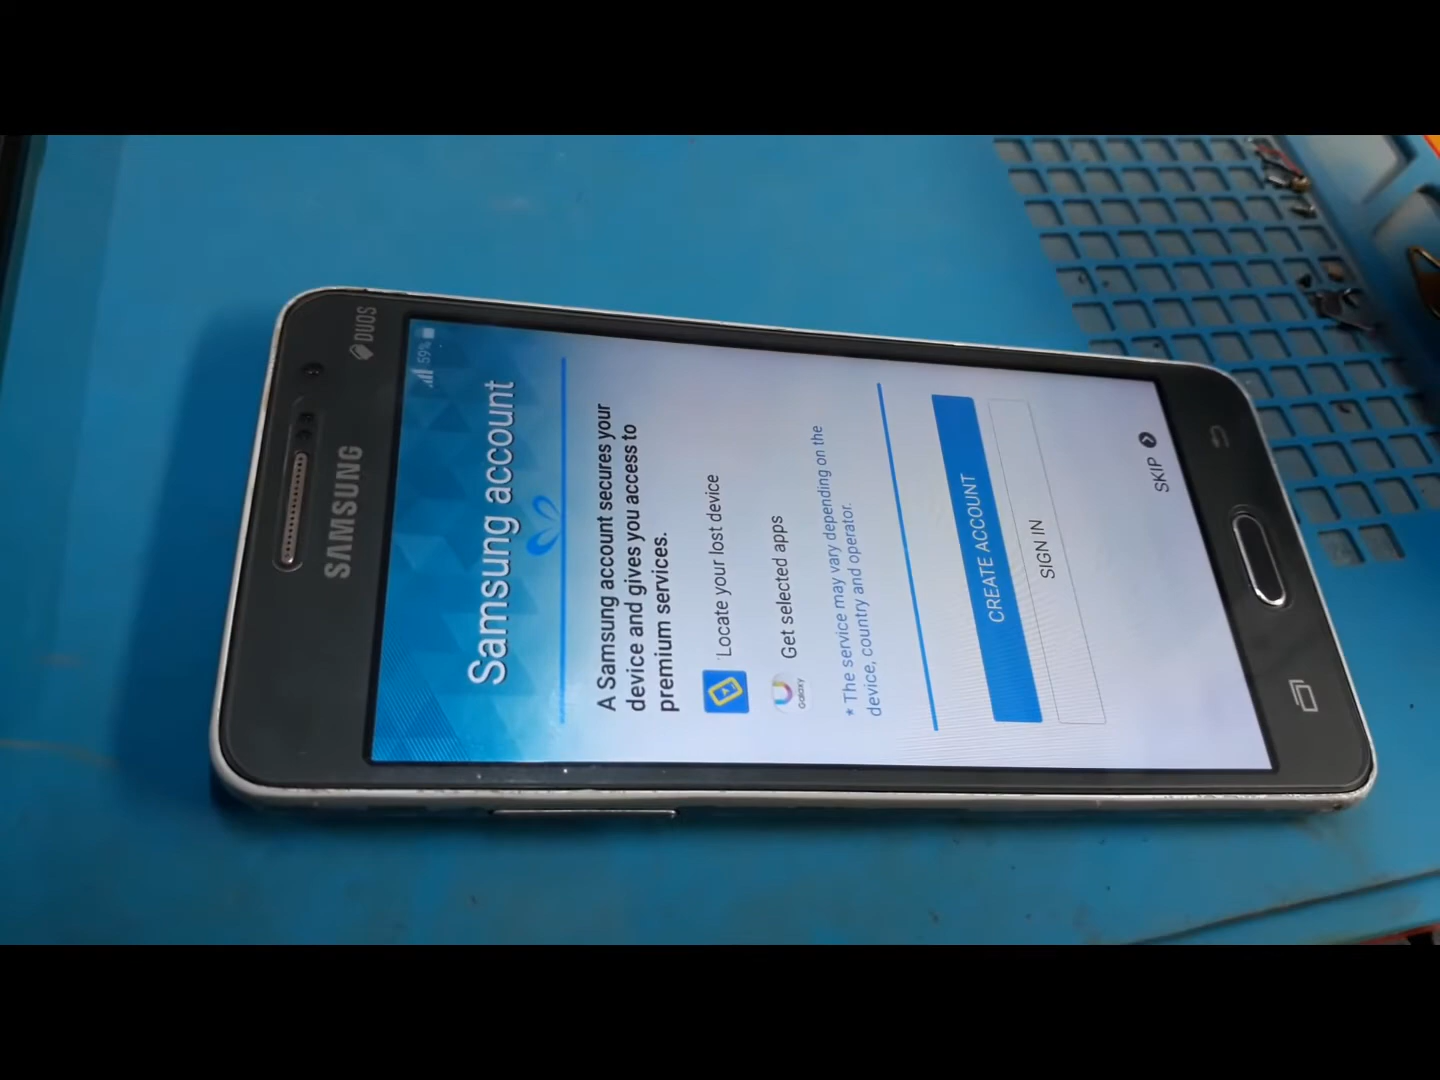 DUOS
SAMSUNG
59%
Samsung account
A Samsung account secures your
device and gives you access to
premium services.
Locate your lost device
GALAXY
Get selected apps
* The service may vary depending on the
device, country and operator.
CREATE ACCOUNT
SIGN IN
SKIP